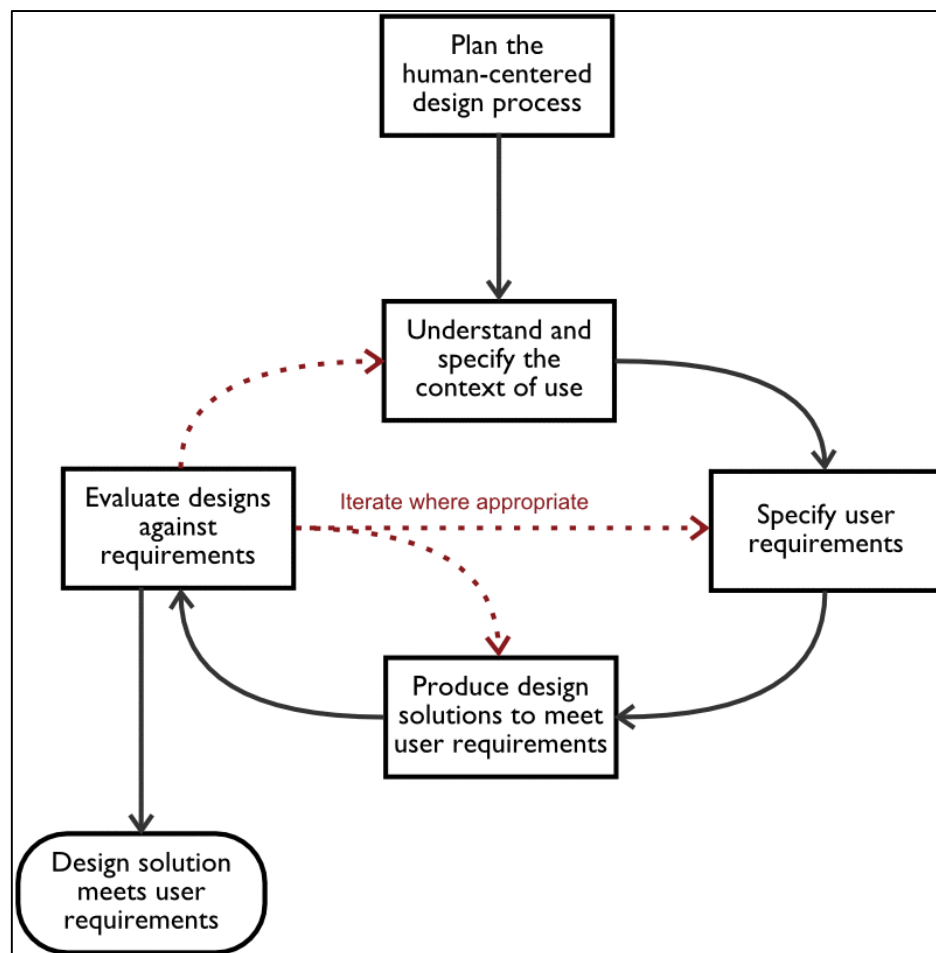 Plan the
human-centered
design process
Understand and
specify the
context of use
Evaluate designs
against
requirements
Iterate where appropriate
Specify user
requirements
Produce design
solutions to meet
user requirements
Design solution
meets user
requirements